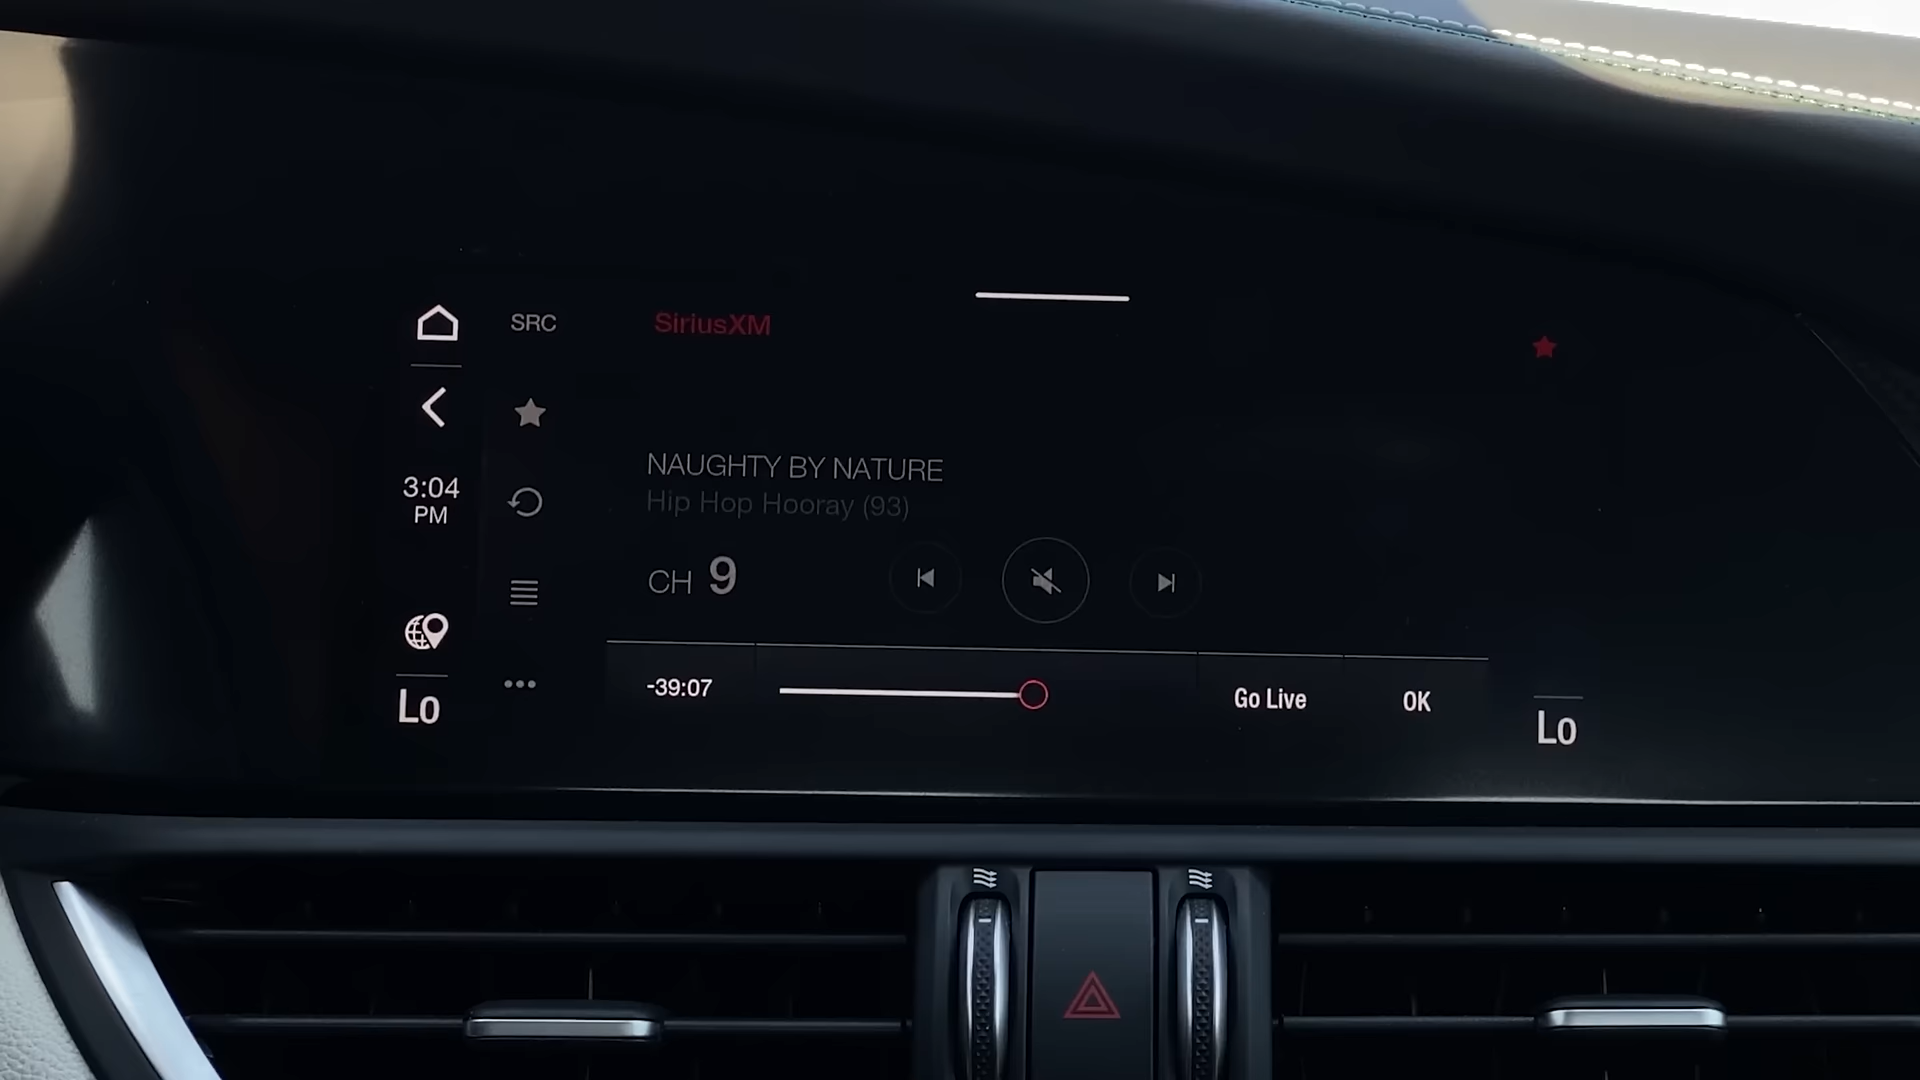 SRC
SiriusXM
3:04
PM
NAUGHTY BY NATURE
Hip Hop Hooray (93)
CH 9
-39:07
Go Live
OK
Lo
Lo